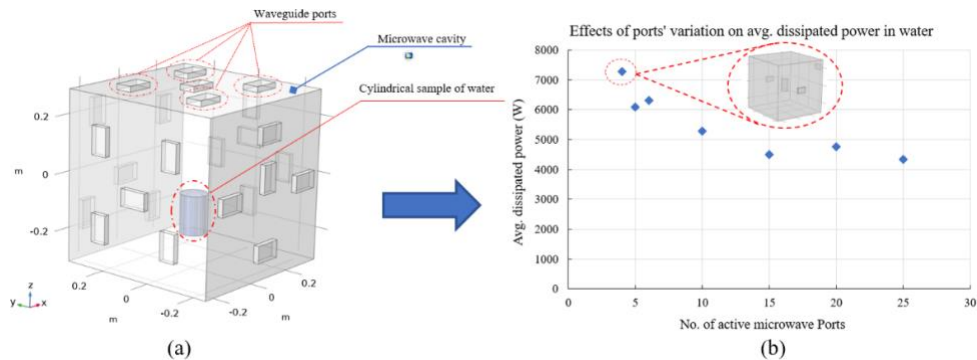 Waveguide ports
Microwave cavity
Cylindrical sample of water
0.2
m
0
-0.2
0.2
0
m
-0.2
-0.2
0
m
0.2
z
y
x
(a)
Effects of ports' variation on avg. dissipated power in water
Avg. dissipated power (W)
8000
7000
6000
5000
4000
3000
2000
1000
0
0 5 10 15 20 25 30
No. of active microwave Ports
(b)